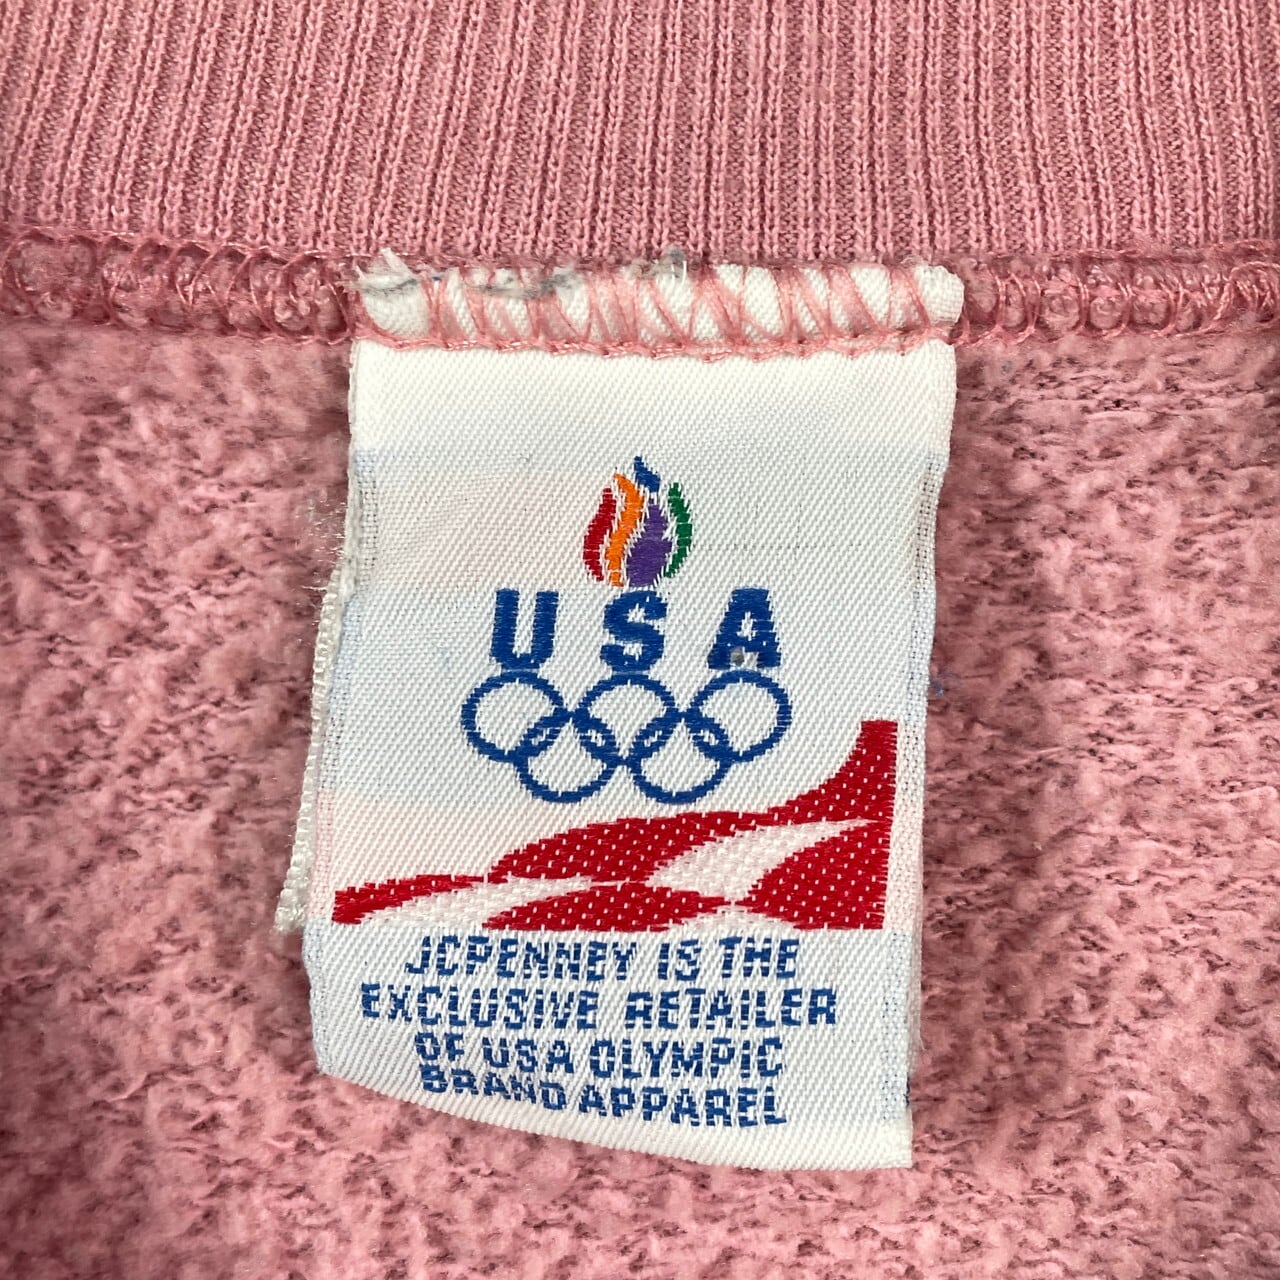 USA
JCPENNEY IS THE
EXCLUSIVE RETAILER
OF USA OLYMPIC
BRAND APPAREL